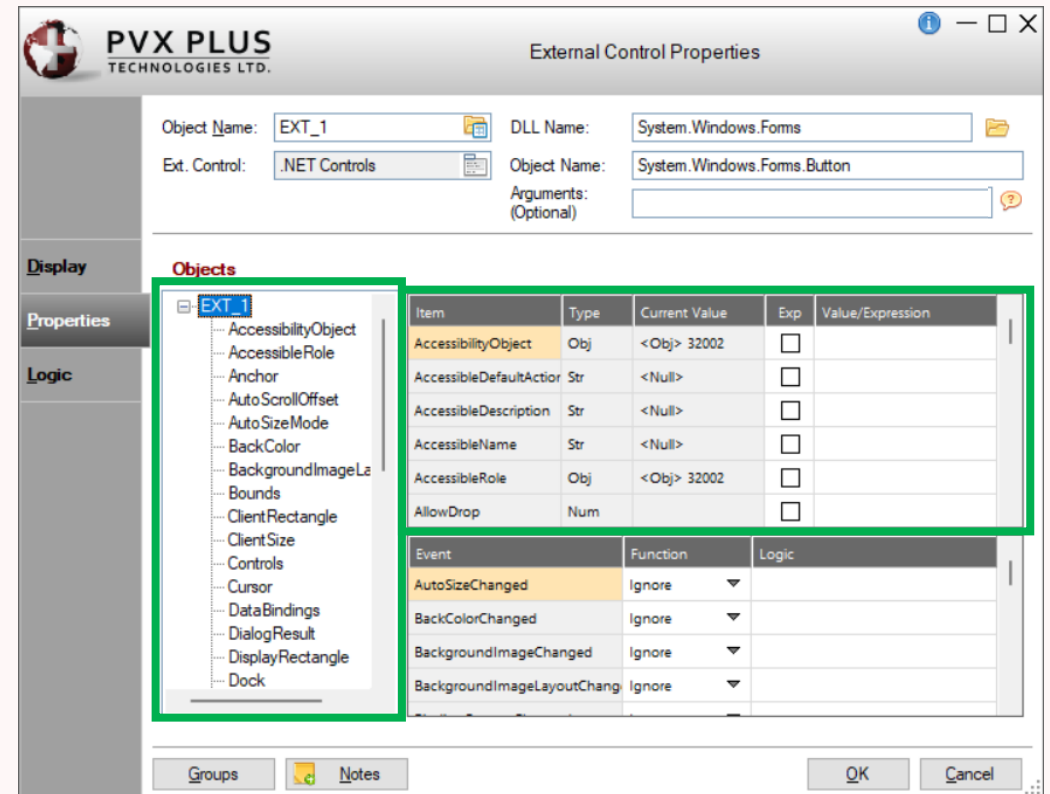 PVX PLUS
TECHNOLOGIES LTD.
External Control Properties
Object Name: EXT_1 DLL Name: System.Windows.Forms
Ext. Control: .NET Controls Object Name: System.Windows.Forms.Button
Arguments:
(Optional)
Display
Properties
Logic
Objects
EXT_1
AccessibilityObject
AccessibleRole
Anchor
AutoScrollOffset
AutoSizeMode
BackColor
BackgroundImageLa
Bounds
ClientRectangle
ClientSize
Controls
Cursor
DataBindings
DialogResult
DisplayRectangle
Dock
Item Type Current Value Exp Value/Expression
AccessibilityObject Obj <Obj> 32002
AccessibleDefaultAction Str <Null>
AccessibleDescription Str <Null>
AccessibleName Str <Null>
AccessibleRole Obj <Obj> 32002
AllowDrop Num
Event Function Logic
AutoSizeChanged Ignore
BackColorChanged Ignore
BackgroundImageChanged Ignore
BackgroundImageLayoutChang Ignore
Groups Notes OK Cancel